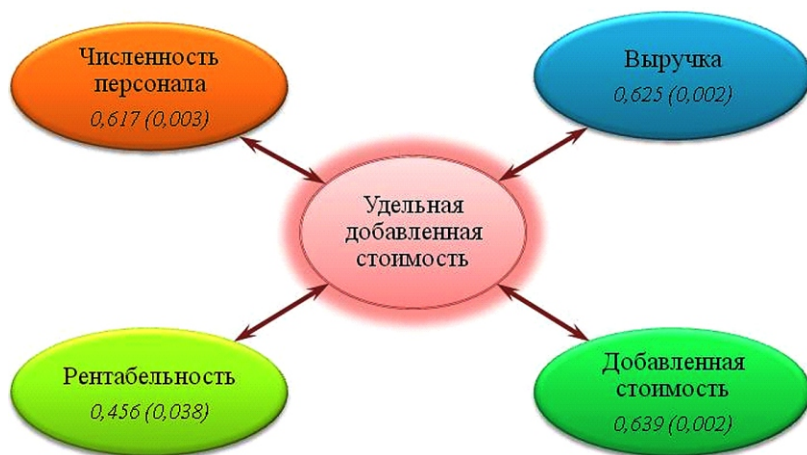 Численность
персонала
0,617 (0,003)
Выручка
0,625 (0,002)
Удельная
добавленная
стоимость
Рентабельность
0,456 (0,038)
Добавленная
стоимость
0,639 (0,002)